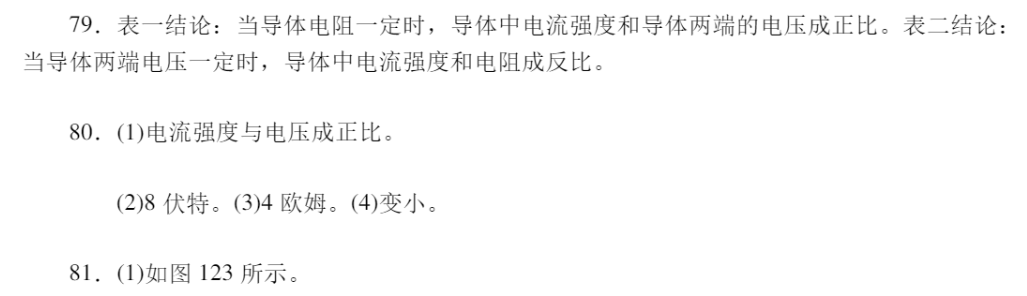 79．表一结论：当导体电阻一定时，导体中电流强度和导体两端的电压成正比。表二结论：
当导体两端电压一定时，导体中电流强度和电阻成反比。
80．(1)电流强度与电压成正比。
(2)8 伏特。(3)4 欧姆。(4)变小。
81．(1)如图 123 所示。